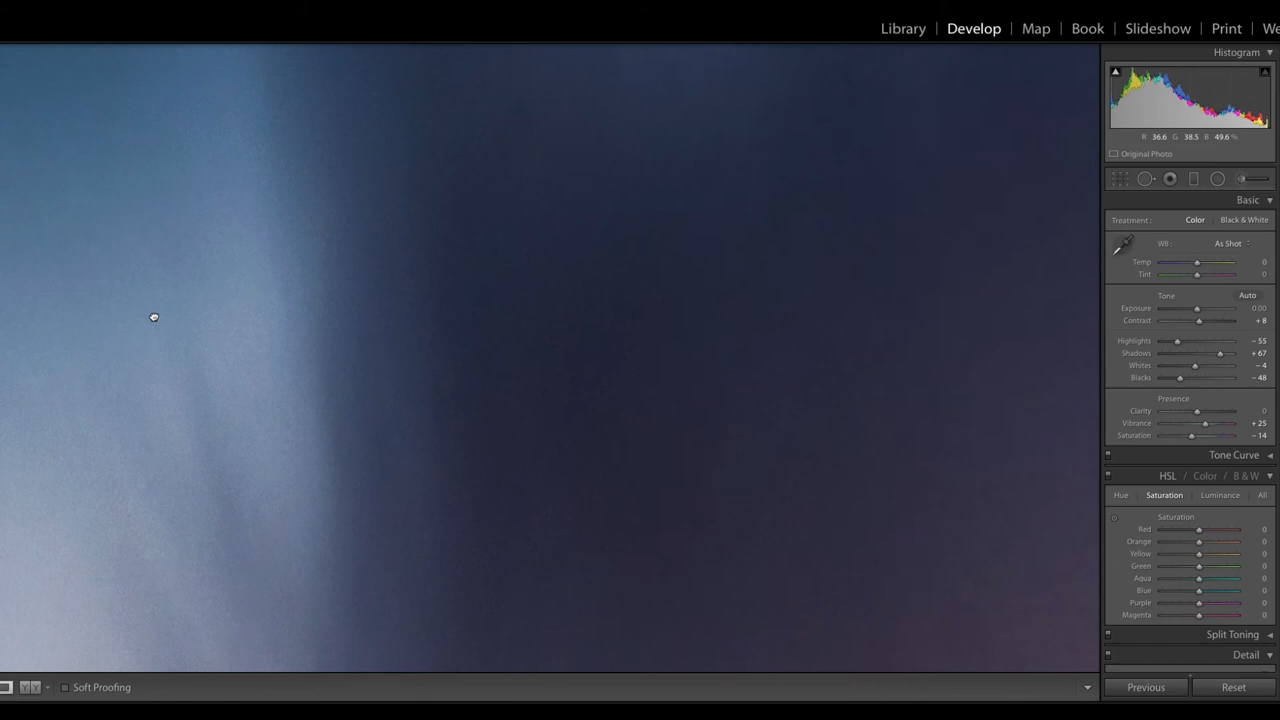 Library | Develop | Map | Book | Slideshow | Print | We
Histogram
R 36.6 G 38.5 B 49.6 %
Original Photo
Basic
Treatment : Color Black & White
WB : As Shot
Temp 0
Tint 0
Tone Auto
Exposure 0.00
Contrast + 8
Highlights − 55
Shadows + 67
Whites − 4
Blacks − 48
Presence
Clarity 0
Vibrance + 25
Saturation − 14
Tone Curve
HSL / Color / B & W
Hue Saturation Luminance All
Saturation
Red 0
Orange 0
Yellow 0
Green 0
Aqua 0
Blue 0
Purple 0
Magenta 0
Split Toning
Detail
Y Y Soft Proofing
Previous Reset